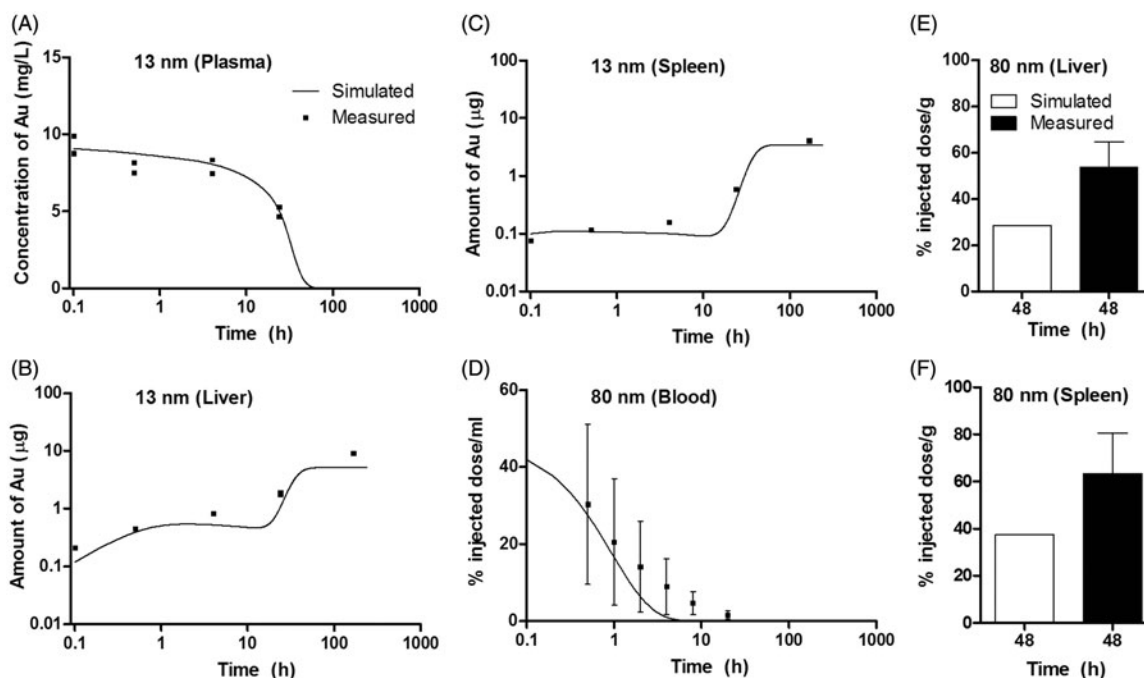 (A)
13 nm (Plasma)
Simulated
Measured
Concentration of Au (mg/L)
15
10
5
0
0.1 1 10 100 1000
Time (h)
(B)
13 nm (Liver)
Amount of Au (μg)
100
10
1
0.1
0.01
0.1 1 10 100 1000
Time (h)
(C)
13 nm (Spleen)
Amount of Au (μg)
100
10
1
0.1
0.01
0.1 1 10 100 1000
Time (h)
(D)
80 nm (Blood)
% injected dose/ml
60
40
20
0
0.1 1 10 100 1000
Time (h)
(E)
80 nm (Liver)
Simulated
Measured
% injected dose/g
100
80
60
40
20
0
48 48
Time (h)
(F)
80 nm (Spleen)
% injected dose/g
100
80
60
40
20
0
48 48
Time (h)